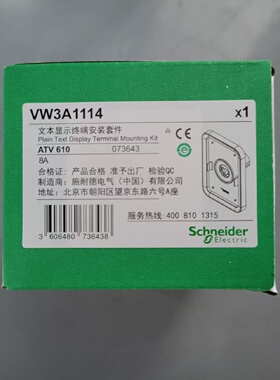 VW3A1114 x1
文本显示终端安装套件
Plain Text Display Terminal Mounting Kit
ATV 610 073643
8A
合格证：产品合格 准予出厂 检验QC
制造商：施耐德电气（中国）有限公司
地址：北京市朝阳区望京东路六号A座
服务热线：400 810 1315
3 606480 736438
Schneider
Electric